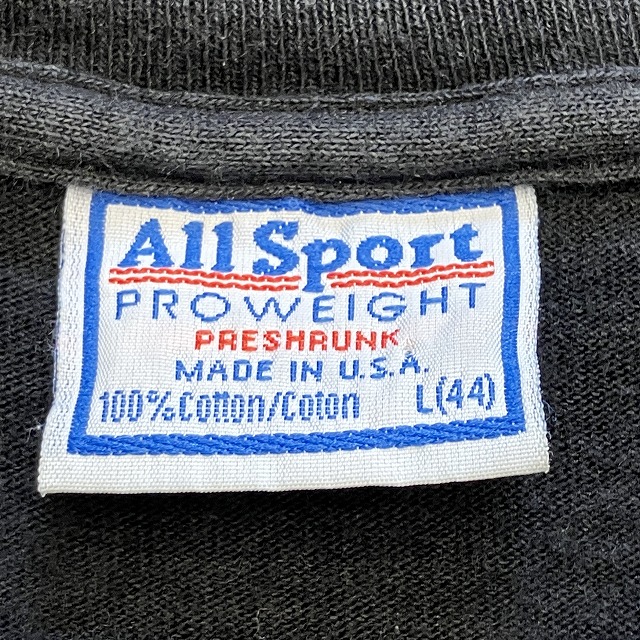 All Sport
PROWEIGHT
PRESHRUNK
MADE IN U.S.A.
100% Cotton/Coton L(44)